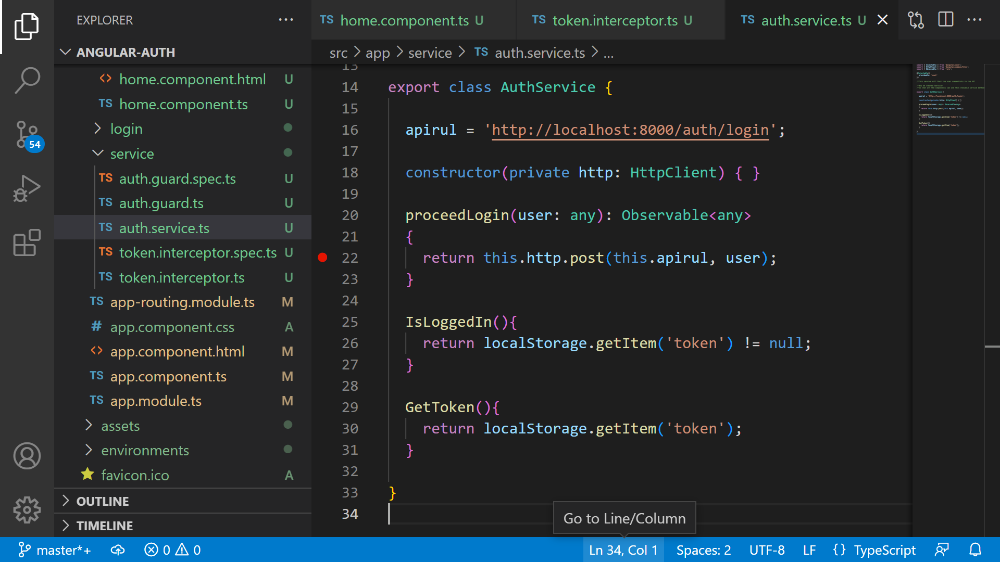 EXPLORER
ANGULAR-AUTH
home.component.html U
TS home.component.ts U
login
service
TS auth.guard.spec.ts U
TS auth.guard.ts U
TS auth.service.ts U
TS token.interceptor.spec.ts U
TS token.interceptor.ts U
TS app-routing.module.ts M
# app.component.css A
app.component.html M
TS app.component.ts M
TS app.module.ts M
assets
environments
favicon.ico A
OUTLINE
TIMELINE
54
TS home.component.ts U
TS token.interceptor.ts U
TS auth.service.ts U
src > app > service > TS auth.service.ts > ...
13
14 export class AuthService {
15
16 apirul = 'http://localhost:8000/auth/login';
17
18 constructor(private http: HttpClient) { }
19
20 proceedLogin(user: any): Observable<any>
21 {
22 return this.http.post(this.apirul, user);
23 }
24
25 IsLoggedIn(){
26 return localStorage.getItem('token') != null;
27 }
28
29 GetToken(){
30 return localStorage.getItem('token');
31 }
32
33 }
34
Go to Line/Column
master*+ 0 0 Ln 34, Col 1 Spaces: 2 UTF-8 LF {} TypeScript